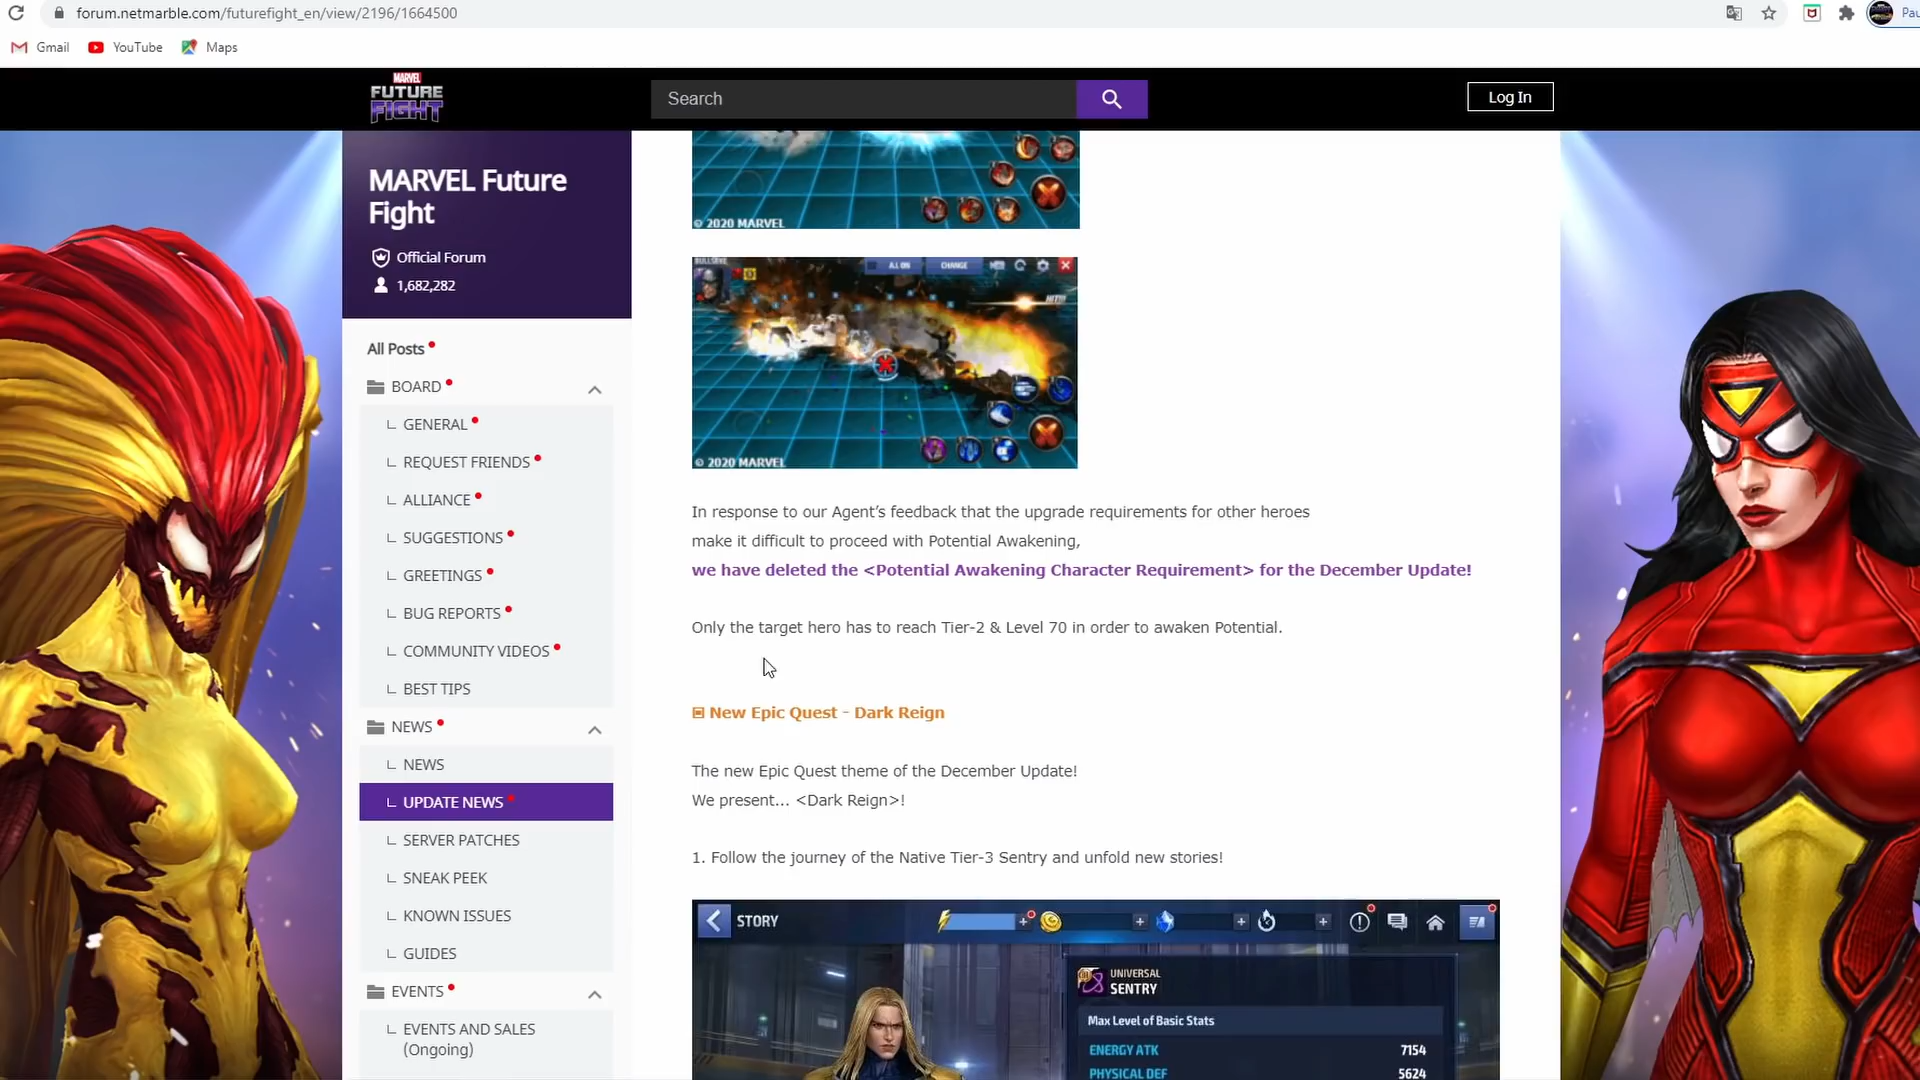 forum.netmarble.com/futurefight_en/view/2196/1664500
Pau
Gmail
YouTube
Maps
MARVEL
FUTURE
FIGHT
Search
Log In
MARVEL Future
Fight
Official Forum
1,682,282
All Posts
BOARD
GENERAL
REQUEST FRIENDS
ALLIANCE
SUGGESTIONS
GREETINGS
BUG REPORTS
COMMUNITY VIDEOS
BEST TIPS
NEWS
NEWS
UPDATE NEWS
SERVER PATCHES
SNEAK PEEK
KNOWN ISSUES
GUIDES
EVENTS
EVENTS AND SALES
(Ongoing)
© 2020 MARVEL
BULLSEYE
A.I. ON
CHANGE
© 2020 MARVEL
In response to our Agent’s feedback that the upgrade requirements for other heroes
make it difficult to proceed with Potential Awakening,
we have deleted the <Potential Awakening Character Requirement> for the December Update!
Only the target hero has to reach Tier-2 & Level 70 in order to awaken Potential.
New Epic Quest - Dark Reign
The new Epic Quest theme of the December Update!
We present... <Dark Reign>!
1. Follow the journey of the Native Tier-3 Sentry and unfold new stories!
STORY
UNIVERSAL
SENTRY
Max Level of Basic Stats
ENERGY ATK 7154
PHYSICAL DEF 5624